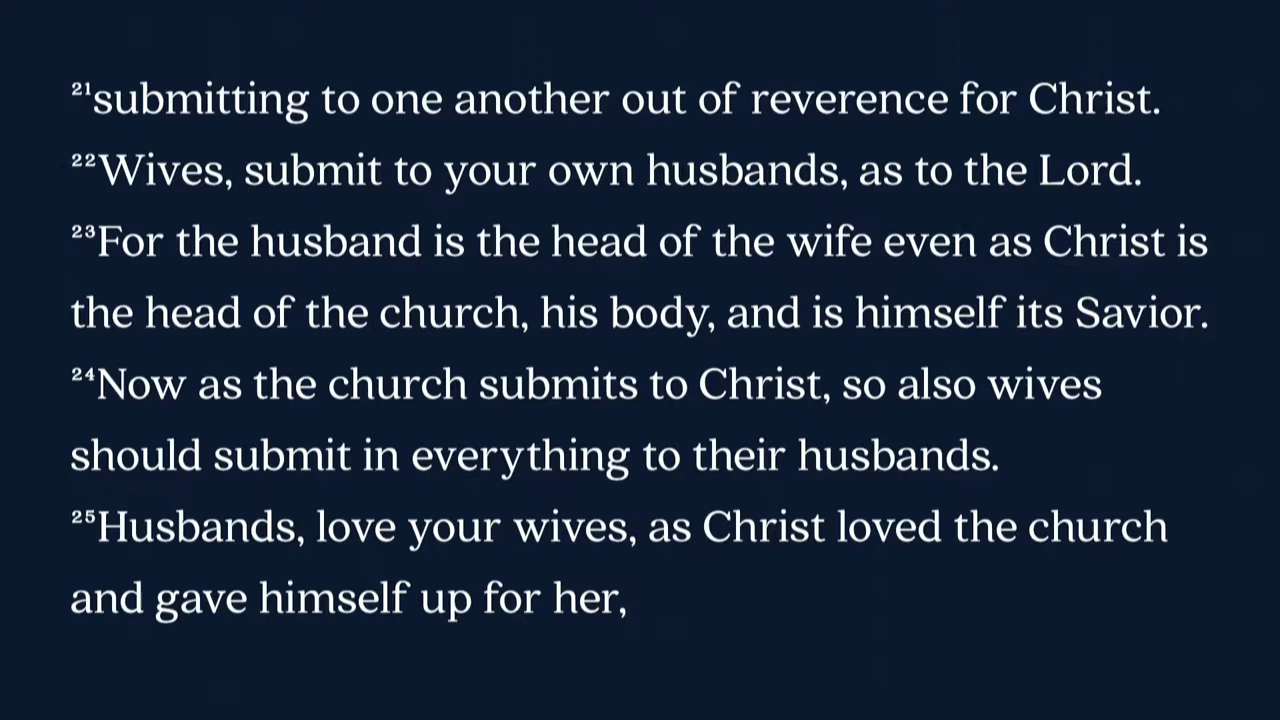 ²¹submitting to one another out of reverence for Christ.
²²Wives, submit to your own husbands, as to the Lord.
²³For the husband is the head of the wife even as Christ is
the head of the church, his body, and is himself its Savior.
²⁴Now as the church submits to Christ, so also wives
should submit in everything to their husbands.
²⁵Husbands, love your wives, as Christ loved the church
and gave himself up for her,